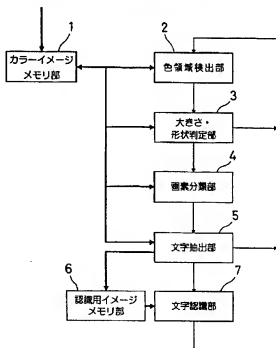 1
カラーイメージ
メモリ部
2
色領域検出部
3
大きさ・
形状判定部
4
画素分類部
5
文字抽出部
6
認識用イメージ
メモリ部
7
文字認識部